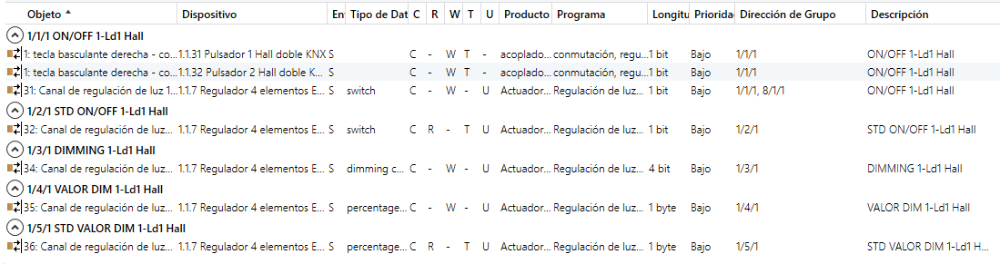 Objeto Dispositivo En Tipo de Dat C R W T U Producto Programa Longitu Priorida Dirección de Grupo Descripción
1/1/1 ON/OFF 1-Ld1 Hall
1: tecla basculante derecha - co... 1.1.31 Pulsador 1 Hall doble KNX S C - W T - acoplado... conmutación, regu... 1 bit Bajo 1/1/1 ON/OFF 1-Ld1 Hall
1: tecla basculante derecha - co... 1.1.32 Pulsador 2 Hall doble K... S C - W T - acoplado... conmutación, regu... 1 bit Bajo 1/1/1 ON/OFF 1-Ld1 Hall
31: Canal de regulación de luz 1... 1.1.7 Regulador 4 elementos E... S switch C - W - U Actuador... Regulación de luz... 1 bit Bajo 1/1/1, 8/1/1 ON/OFF 1-Ld1 Hall
1/2/1 STD ON/OFF 1-Ld1 Hall
32: Canal de regulación de luz... 1.1.7 Regulador 4 elementos E... S switch C R - T U Actuador... Regulación de luz... 1 bit Bajo 1/2/1 STD ON/OFF 1-Ld1 Hall
1/3/1 DIMMING 1-Ld1 Hall
34: Canal de regulación de luz... 1.1.7 Regulador 4 elementos E... S dimming c... C - W - U Actuador... Regulación de luz... 4 bit Bajo 1/3/1 DIMMING 1-Ld1 Hall
1/4/1 VALOR DIM 1-Ld1 Hall
35: Canal de regulación de luz... 1.1.7 Regulador 4 elementos E... S percentage... C - W - U Actuador... Regulación de luz... 1 byte Bajo 1/4/1 VALOR DIM 1-Ld1 Hall
1/5/1 STD VALOR DIM 1-Ld1 Hall
36: Canal de regulación de luz... 1.1.7 Regulador 4 elementos E... S percentage... C R - T U Actuador... Regulación de luz... 1 byte Bajo 1/5/1 STD VALOR DIM 1-Ld1 H...